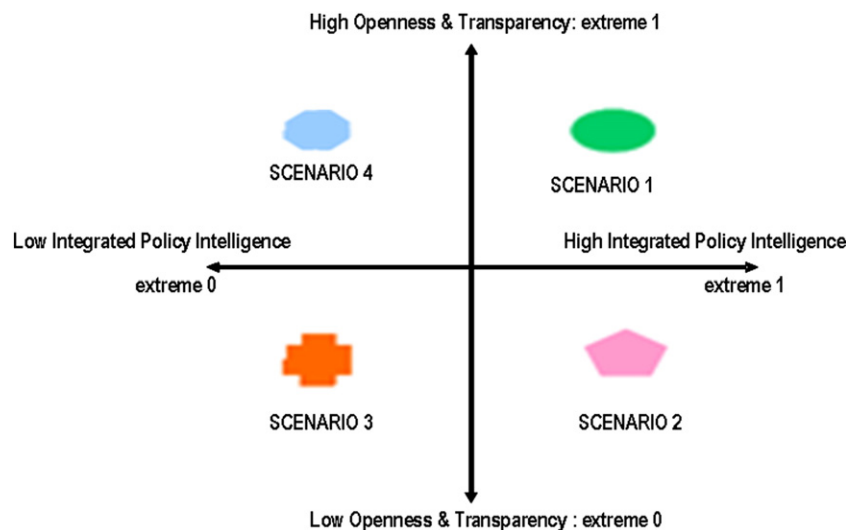 High Openness & Transparency: extreme 1
SCENARIO 4
SCENARIO 1
Low Integrated Policy Intelligence
High Integrated Policy Intelligence
extreme 0
extreme 1
SCENARIO 3
SCENARIO 2
Low Openness & Transparency : extreme 0